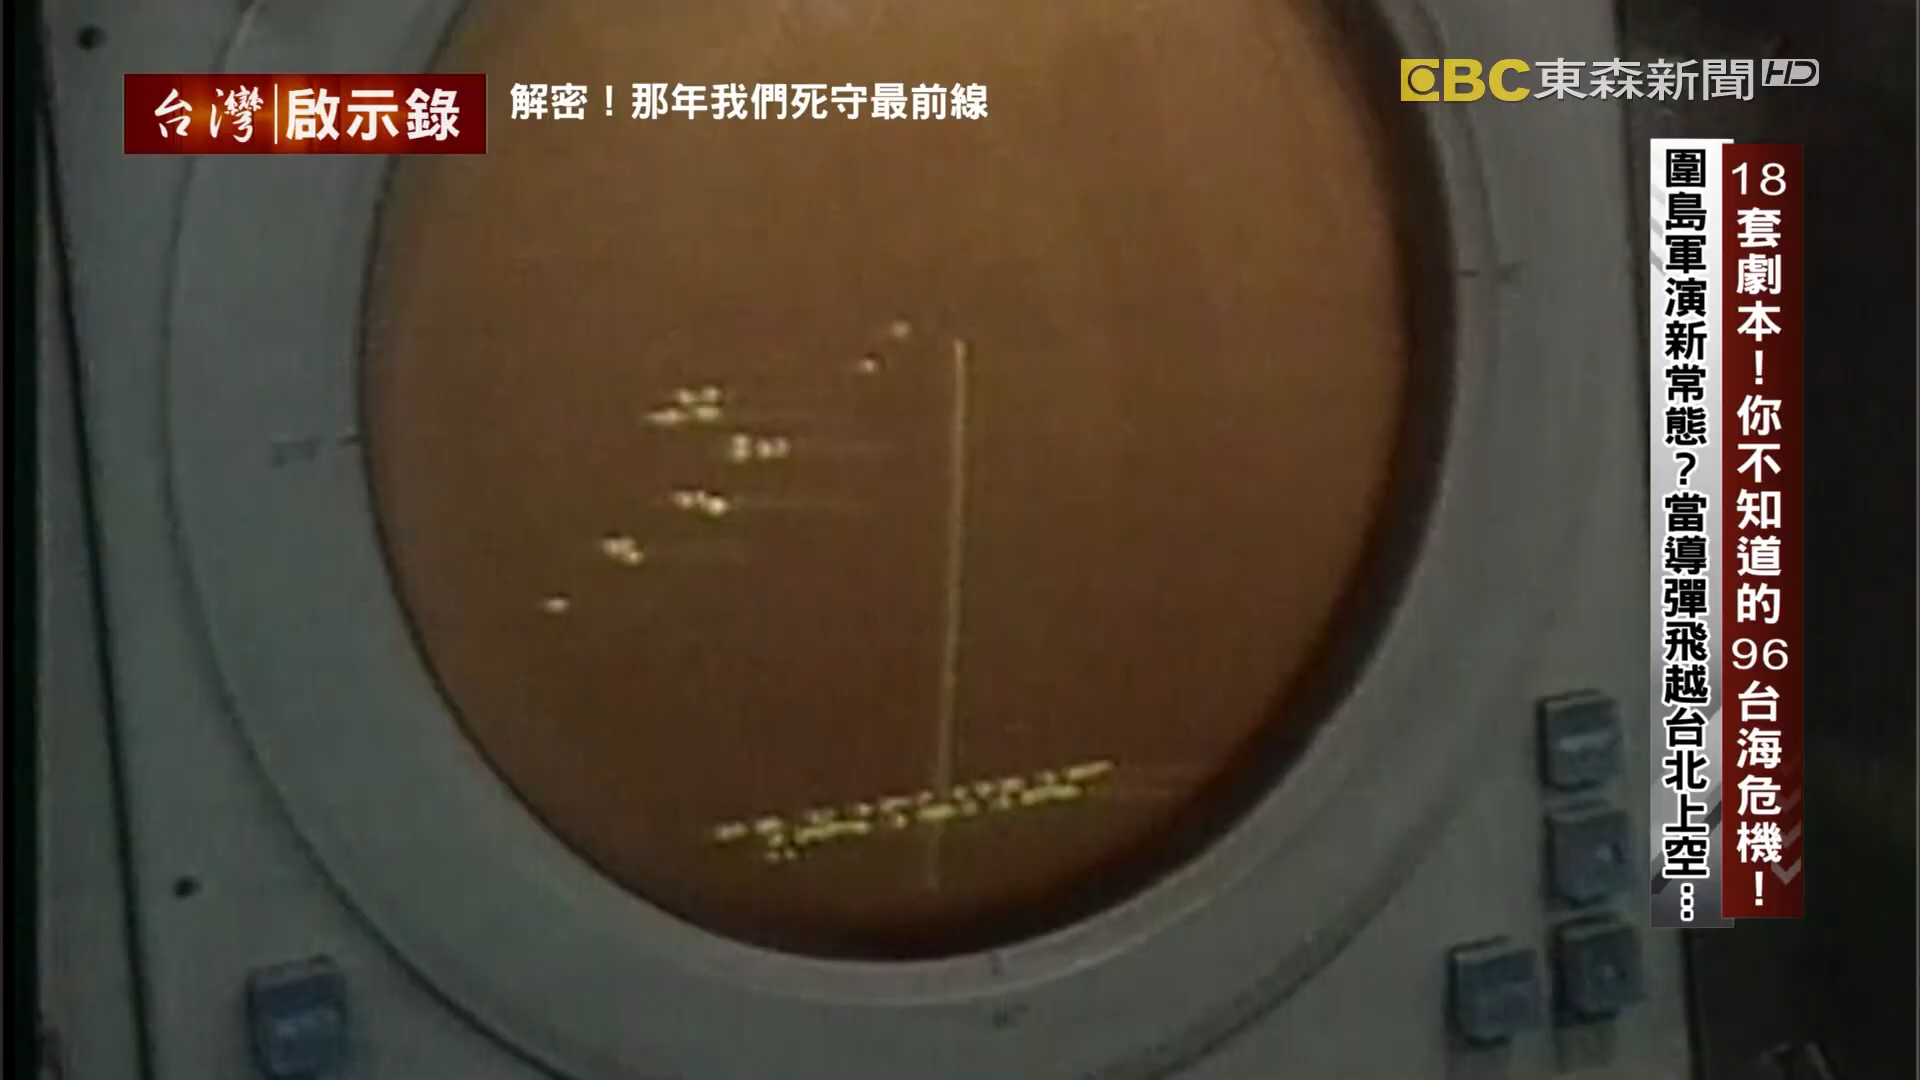 台灣啟示錄
解密！那年我們死守最前線
EBC東森新聞HD
18套劇本！你不知道的96台海危機！
圍島軍演新常態？當導彈飛越台北上空…